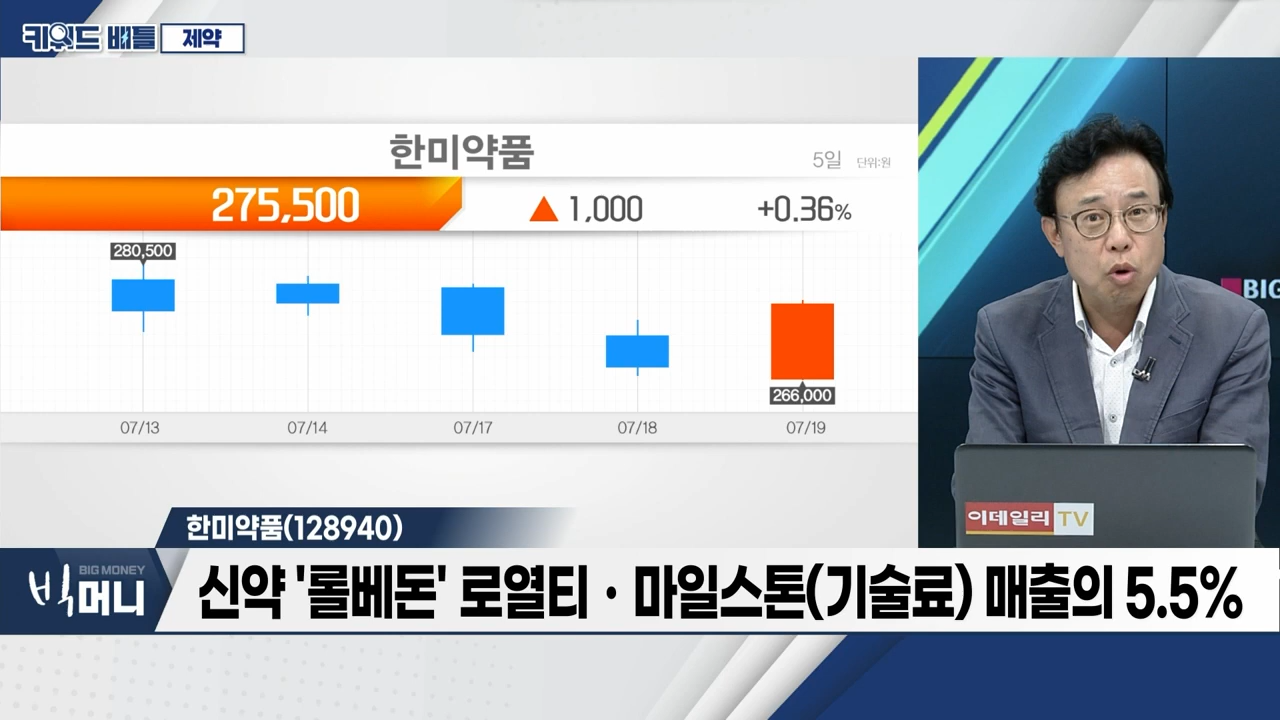 키워드 배틀 제약
한미약품
5일 단위:원
275,500 ▲ 1,000 +0.36%
280,500
266,000
07/13 07/14 07/17 07/18 07/19
BIG
이데일리 TV
한미약품(128940)
BIG MONEY
빅머니
신약 '롤베돈' 로열티·마일스톤(기술료) 매출의 5.5%